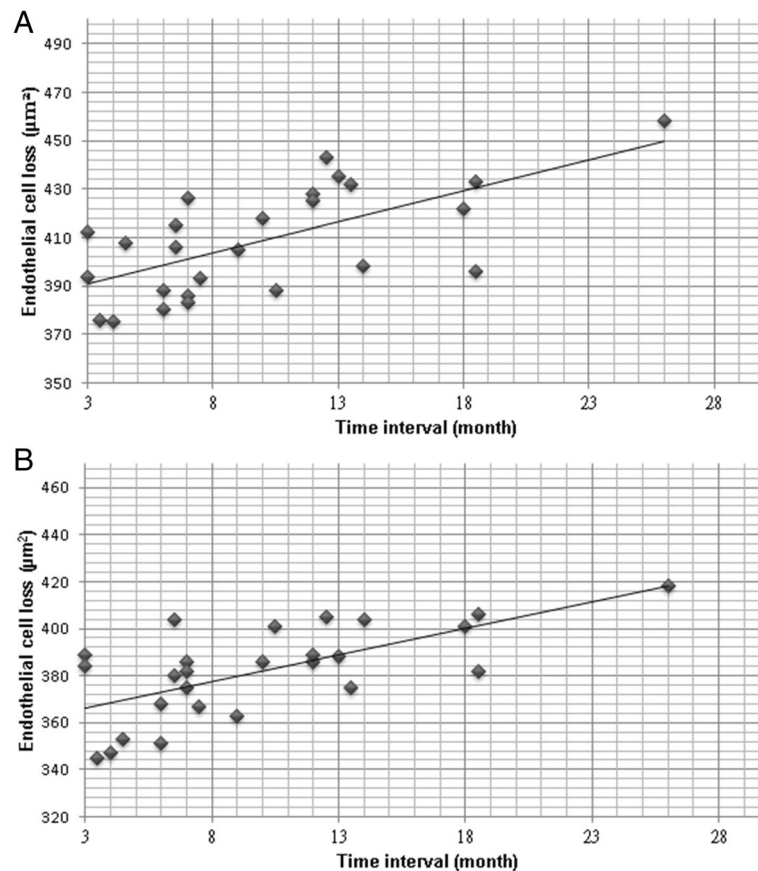 A
490
470
450
430
410
390
370
350
Endothelial cell loss (µm²)
3 8 13 18 23 28
Time interval (month)
B
460
440
420
400
380
360
340
320
Endothelial cell loss (µm²)
3 8 13 18 23 28
Time interval (month)